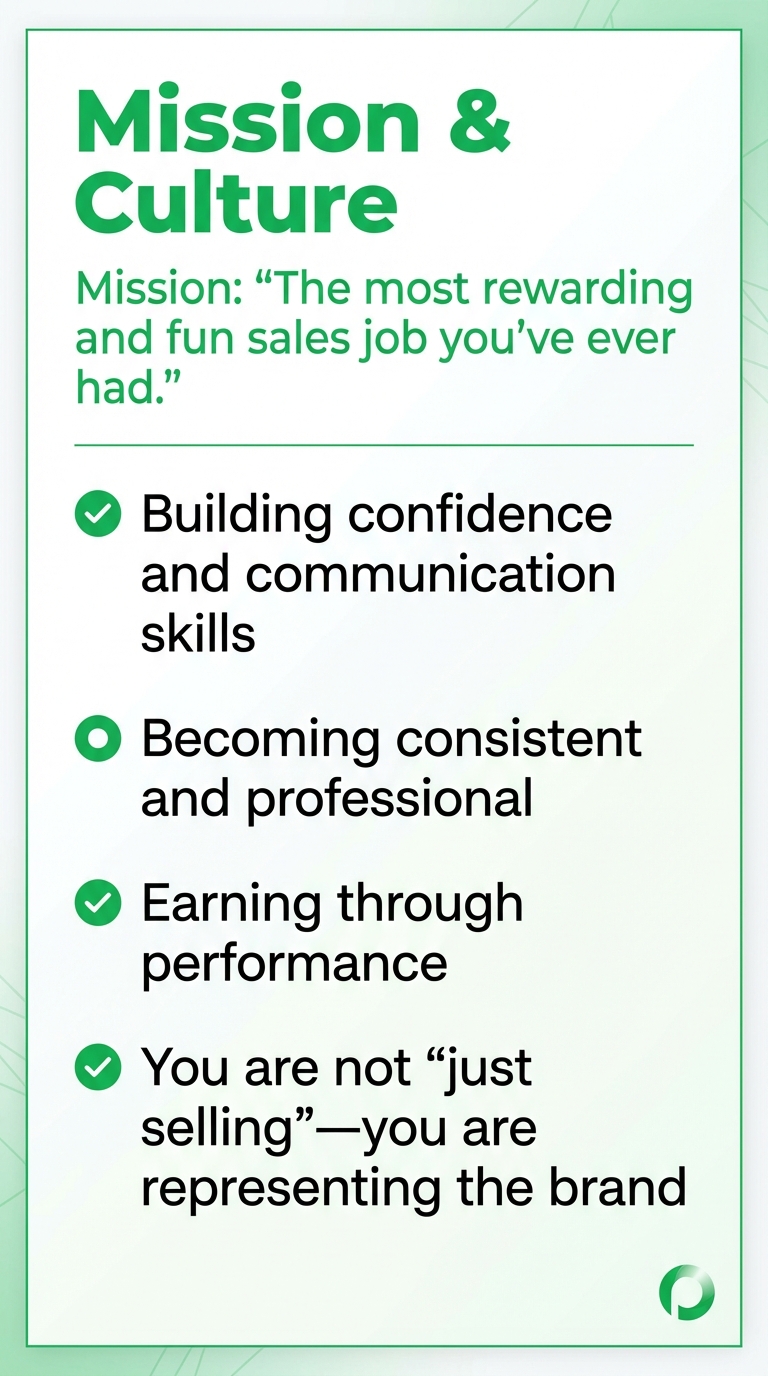 Mission &
Culture
Mission: “The most rewarding
and fun sales job you’ve ever
had.”
Building confidence
and communication
skills
Becoming consistent
and professional
Earning through
performance
You are not “just
selling”—you are
representing the brand